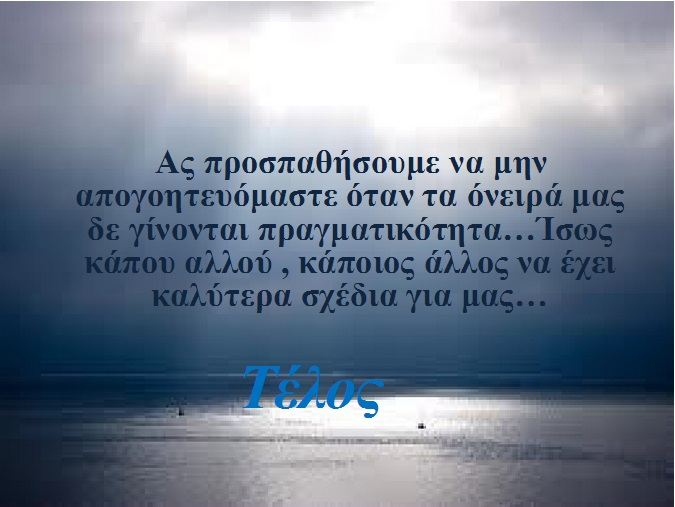 Ας προσπαθήσουμε να μην
απογοητευόμαστε όταν τα όνειρά μας
δε γίνονται πραγματικότητα…Ίσως
κάπου αλλού , κάποιος άλλος να έχει
καλύτερα σχέδια για μας…
Τέλος